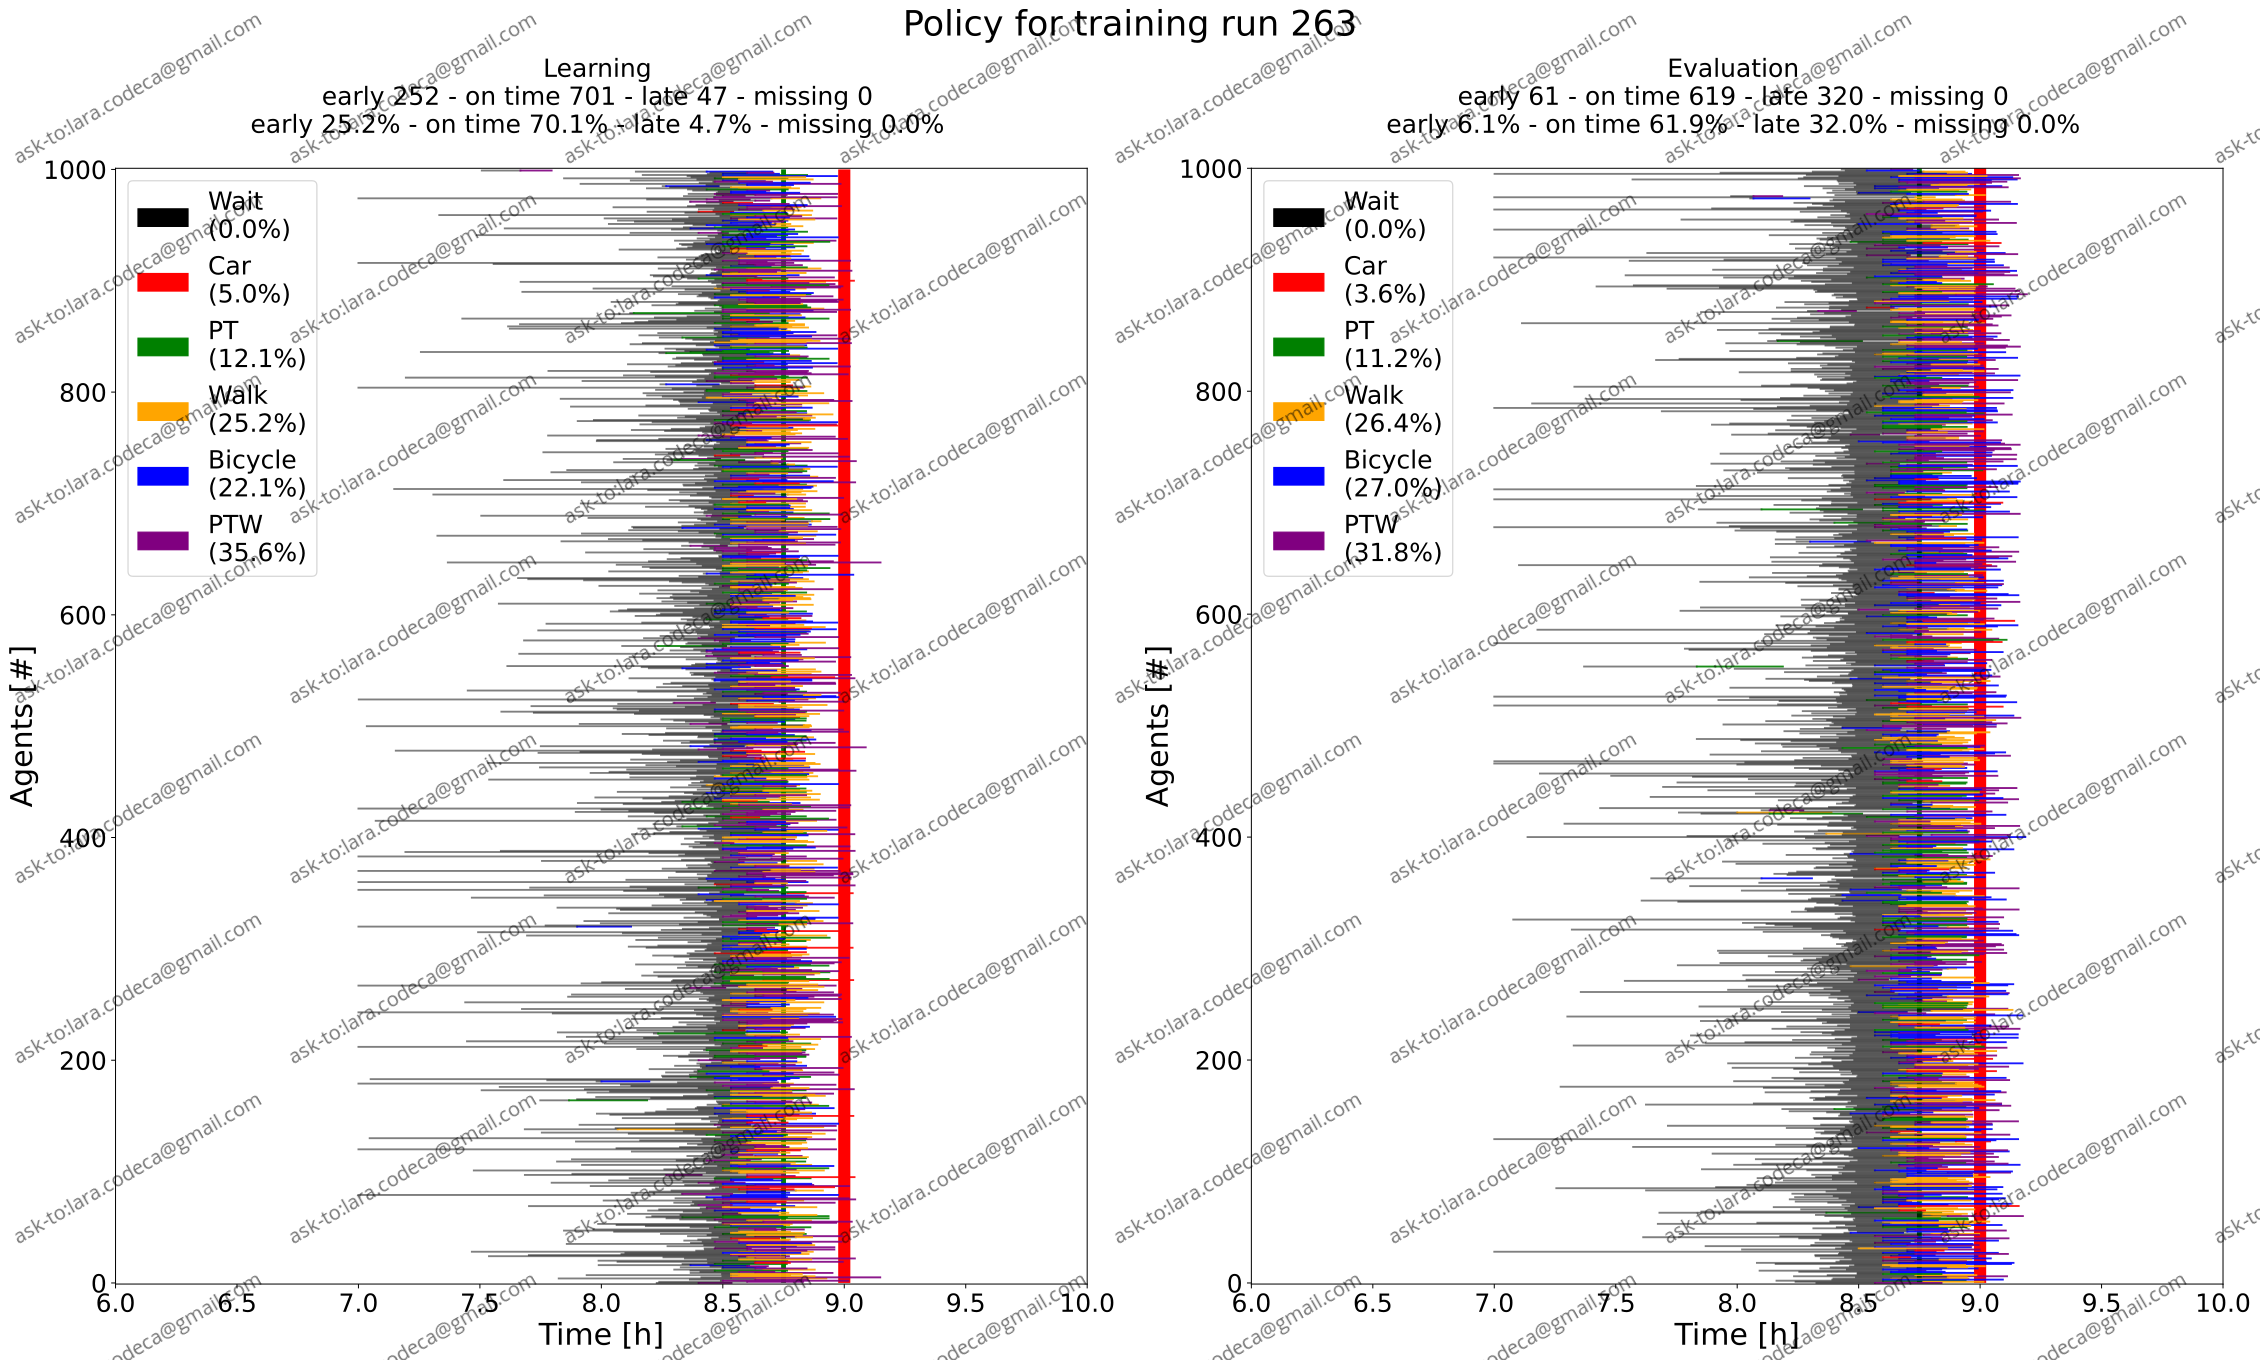 Policy for training run 263
Learning
early 252 - on time 701 - late 47 - missing 0
early 25.2% - on time 70.1% - late 4.7% - missing 0.0%
1000
800
600
400
200
0
Agents [#]
Wait
(0.0%)
Car
(5.0%)
PT
(12.1%)
Walk
(25.2%)
Bicycle
(22.1%)
PTW
(35.6%)
6.0 6.5 7.0 7.5 8.0 8.5 9.0 9.5 10.0
Time [h]
Evaluation
early 61 - on time 619 - late 320 - missing 0
early 6.1% - on time 61.9% - late 32.0% - missing 0.0%
1000
800
600
400
200
0
Agents [#]
Wait
(0.0%)
Car
(3.6%)
PT
(11.2%)
Walk
(26.4%)
Bicycle
(27.0%)
PTW
(31.8%)
6.0 6.5 7.0 7.5 8.0 8.5 9.0 9.5 10.0
Time [h]
ask-to:lara.codeca@gmail.com